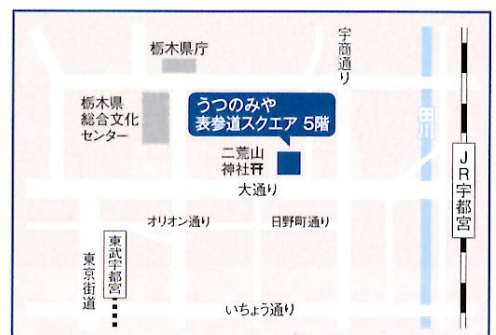 栃木県庁
宇商通り
うつのみや
表参道スクエア 5階
栃木県
総合文化
センター
田川
二荒山
神社
JR宇都宮
大通り
オリオン通り
日野町通り
東武宇都宮
東京街道
いちょう通り